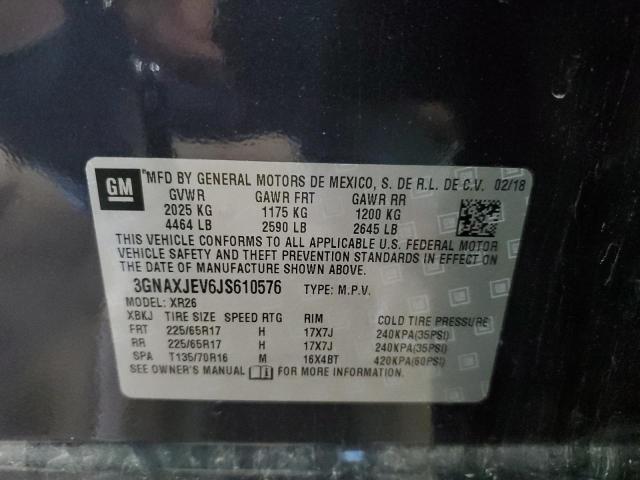 GM
MFD BY GENERAL MOTORS DE MEXICO, S. DE R.L. DE C.V. 02/18
GVWR GAWR FRT GAWR RR
2025 KG 1175 KG 1200 KG
4464 LB 2590 LB 2645 LB
THIS VEHICLE CONFORMS TO ALL APPLICABLE U.S. FEDERAL MOTOR
VEHICLE SAFETY AND THEFT PREVENTION STANDARDS IN EFFECT ON
THE DATE OF MANUFACTURE SHOWN ABOVE.
3GNAXJEV6JS610576 TYPE: M.P.V.
MODEL: XR26
XBKJ TIRE SIZE SPEED RTG RIM COLD TIRE PRESSURE
FRT 225/65R17 H 17X7J 240KPA(35PSI)
RR 225/65R17 H 17X7J 240KPA(35PSI)
SPA T135/70R16 M 16X4BT 420KPA(60PSI)
SEE OWNER'S MANUAL FOR MORE INFORMATION.